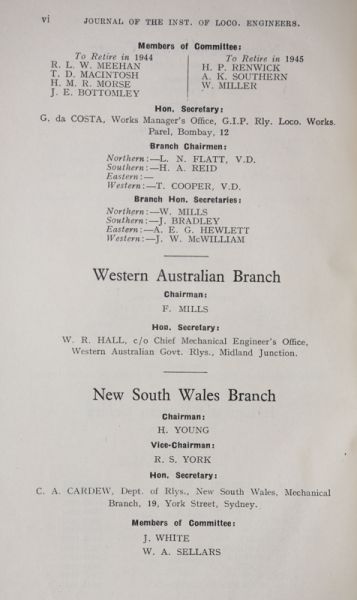 vi JOURNAL OF THE INST. OF LOCO. ENGINEERS.
Members of Committee:
To Retire in 1944
R. L. W. MEEHAN
T. D. MACINTOSH
H. M. R. MORSE
J. E. BOTTOMLEY
To Retire in 1945
H. P. RENWICK
A. K. SOUTHERN
W. MILLER
Hon. Secretary:
G. da COSTA, Works Manager's Office, G.I.P. Rly. Loco. Works.
Parel, Bombay, 12
Branch Chairmen:
Northern:—L. N. FLATT, V.D.
Southern:—H. A. REID
Eastern:—
Western:—T. COOPER, V.D.
Branch Hon. Secretaries:
Northern:—W. MILLS
Southern:—J. BRADLEY
Eastern:—A. E. G. HEWLETT
Western:—J. W. McWILLIAM
Western Australian Branch
Chairman:
F. MILLS
Hon. Secretary:
W. R. HALL, c/o Chief Mechanical Engineer's Office,
Western Australian Govt. Rlys., Midland Junction.
New South Wales Branch
Chairman:
H. YOUNG
Vice-Chairman:
R. S. YORK
Hon. Secretary:
C. A. CARDEW, Dept. of Rlys., New South Wales, Mechanical
Branch, 19, York Street, Sydney.
Members of Committee:
J. WHITE
W. A. SELLARS